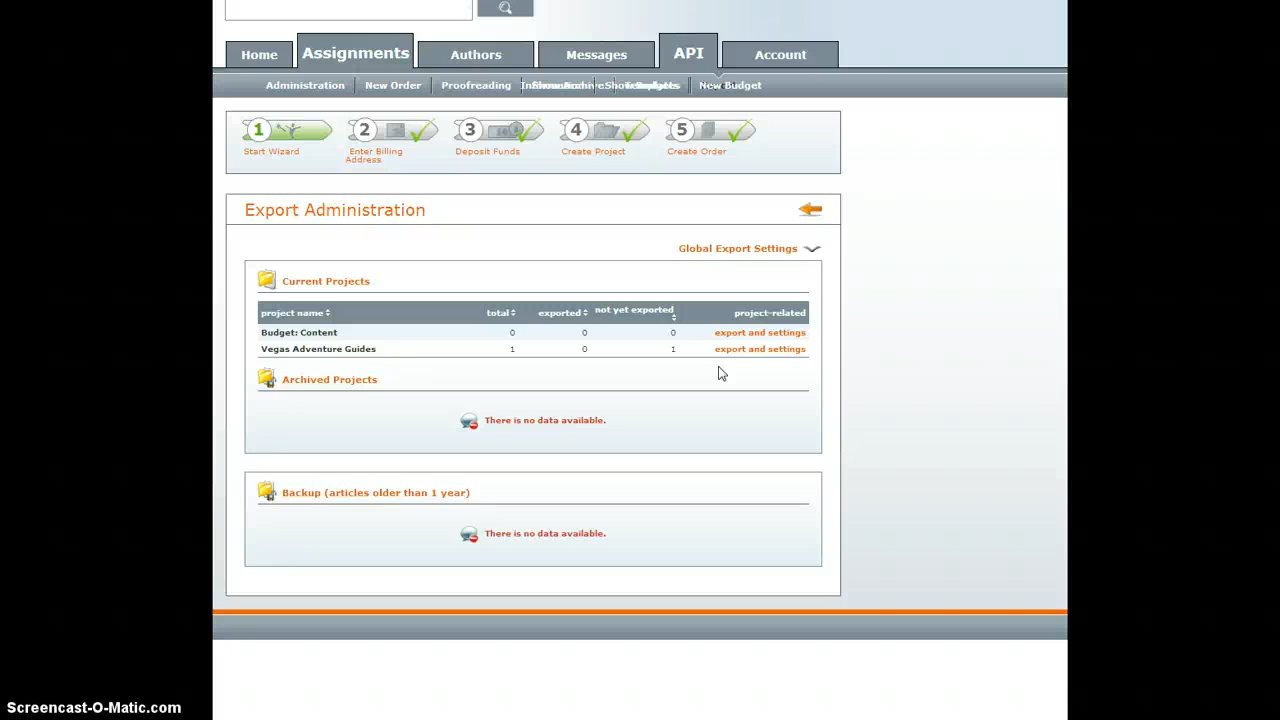 Home Assignments Authors Messages API Account
Administration New Order Proofreading New Budget
1 2 3 4 5
Start Wizard Enter Billing Address Deposit Funds Create Project Create Order
Export Administration
Global Export Settings
Current Projects
project name total exported not yet exported project-related
Budget: Content 0 0 0 export and settings
Vegas Adventure Guides 1 0 1 export and settings
Archived Projects
There is no data available.
Backup (articles older than 1 year)
There is no data available.
Screencast-O-Matic.com